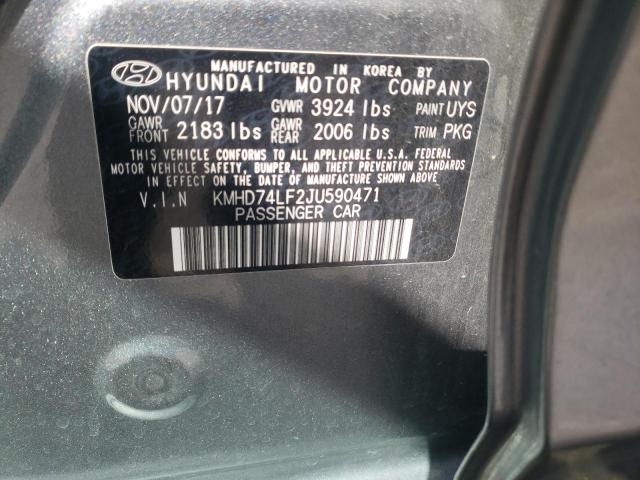 MANUFACTURED IN KOREA BY
HYUNDAI MOTOR COMPANY
NOV/07/17 GVWR 3924 lbs PAINT UYS
GAWR FRONT 2183 lbs GAWR REAR 2006 lbs TRIM PKG
THIS VEHICLE CONFORMS TO ALL APPLICABLE U.S.A. FEDERAL
MOTOR VEHICLE SAFETY, BUMPER, AND THEFT PREVENTION STANDARDS
IN EFFECT ON THE DATE OF MANUFACTURE SHOWN ABOVE.
V.I.N KMHD74LF2JU590471
PASSENGER CAR